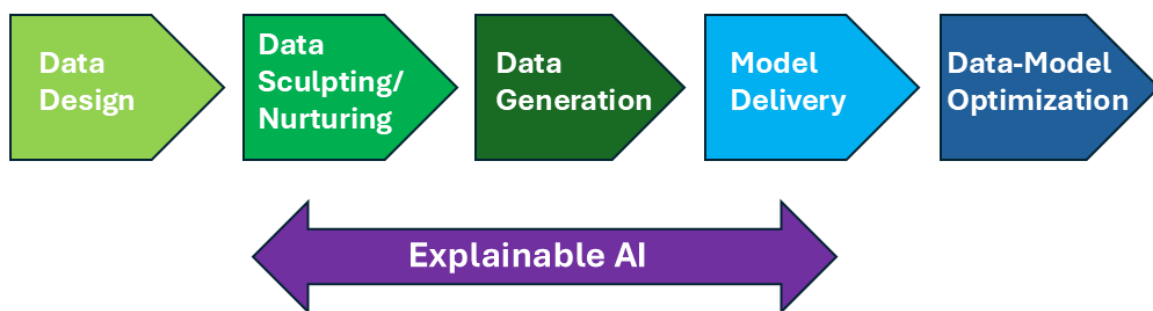 Data
Design
Data
Sculpting/
Nurturing
Data
Generation
Model
Delivery
Data-Model
Optimization
Explainable AI